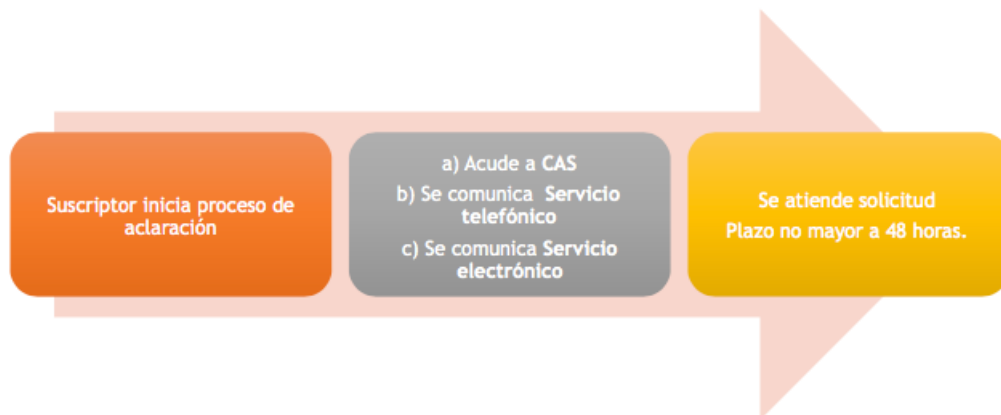 Suscriptor inicia proceso de
aclaración
a) Acude a CAS
b) Se comunica Servicio
telefónico
c) Se comunica Servicio
electrónico
Se atiende solicitud
Plazo no mayor a 48 horas.